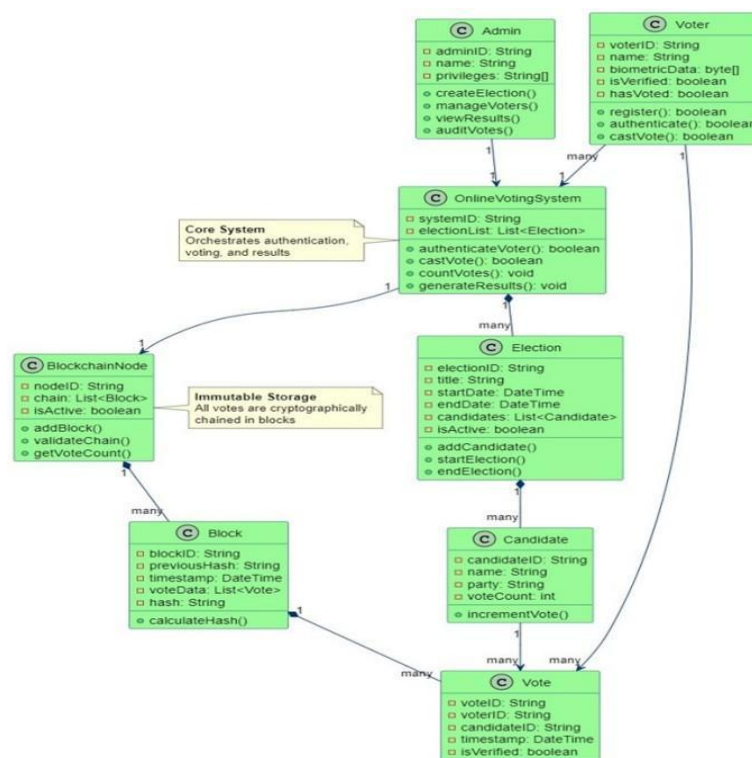 C Admin
adminID: String
name: String
privileges: String[]
createElection()
manageVoters()
viewResults()
auditVotes()
C Voter
voterID: String
name: String
biometricData: byte[]
isVerified: boolean
hasVoted: boolean
register(): boolean
authenticate(): boolean
castVote(): boolean
1
1
many
1
1
C OnlineVotingSystem
systemID: String
electionList: List<Election>
authenticateVoter(): boolean
castVote(): boolean
countVotes(): void
generateResults(): void
Core System
Orchestrates authentication,
voting, and results
1
1
1
many
C BlockchainNode
nodeID: String
chain: List<Block>
isActive: boolean
addBlock()
validateChain()
getVoteCount()
Immutable Storage
All votes are cryptographically
chained in blocks
C Election
electionID: String
title: String
startDate: DateTime
endDate: DateTime
candidates: List<Candidate>
isActive: boolean
addCandidate()
startElection()
endElection()
1
many
1
many
C Block
blockID: String
previousHash: String
timestamp: DateTime
voteData: List<Vote>
hash: String
calculateHash()
C Candidate
candidateID: String
name: String
party: String
voteCount: int
incrementVote()
1
many
1
many
many
C Vote
voteID: String
voterID: String
candidateID: String
timestamp: DateTime
isVerified: boolean